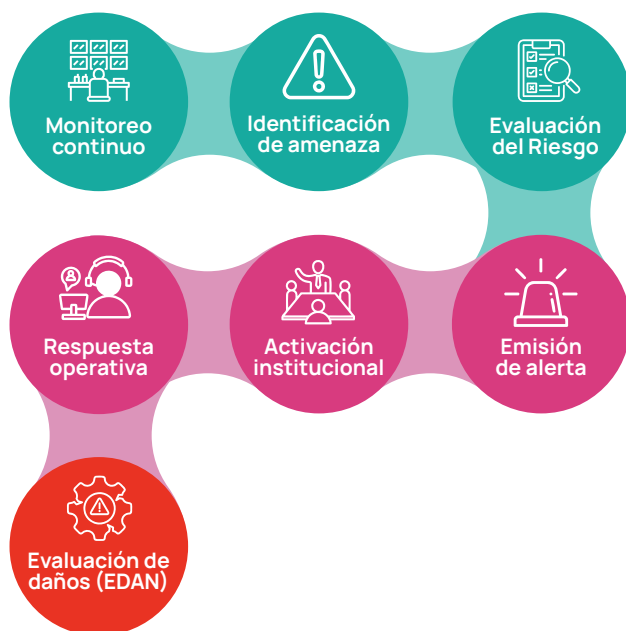 Monitoreo
continuo
Identificación
de amenaza
Evaluación
del Riesgo
Respuesta
operativa
Activación
institucional
Emisión
de alerta
Evaluación de
daños (EDAN)